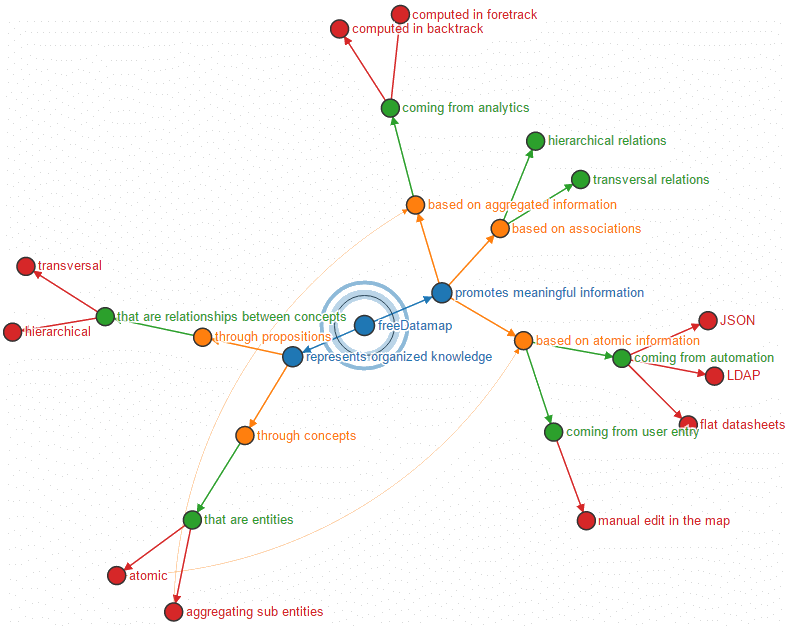 computed in foretrack
computed in backtrack
coming from analytics
hierarchical relations
transversal relations
based on aggregated information
based on associations
transversal
promotes meaningful information
that are relationships between concepts
JSON
freeDatamap
hierarchical
through propositions
based on atomic information
represents organized knowledge
coming from automation
LDAP
flat datasheets
coming from user entry
through concepts
that are entities
manual edit in the map
atomic
aggregating sub entities